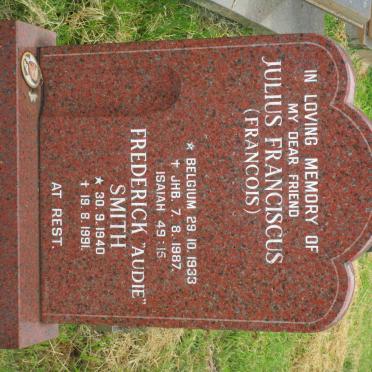 IN LOVING MEMORY OF
MY DEAR FRIEND
JULIUS FRANCISCUS
(FRANCOIS)
★ BELGIUM 29. 10. 1933
✝ JHB. 7. 8. 1987.
ISAIAH 49:15
FREDERICK "AUDIE"
SMITH
★ 30. 9. 1940
✝ 19. 8. 1991.
AT REST.